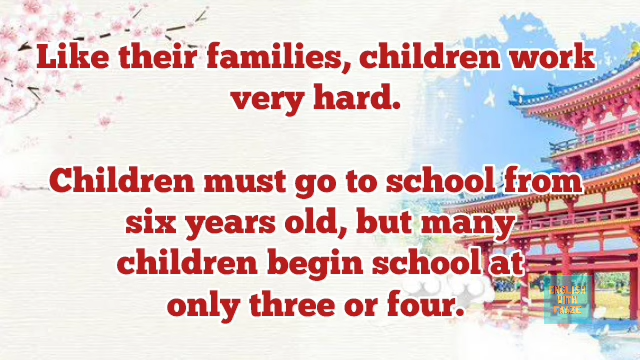 Like their families, children work
very hard.
Children must go to school from
six years old, but many
children begin school at
only three or four.
ENGLISH
WITH